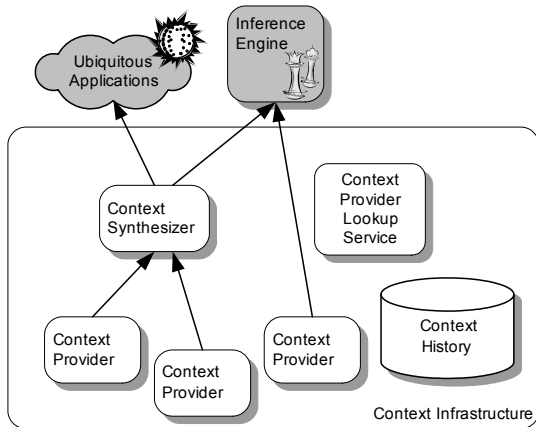 Ubiquitous
Applications
Inference
Engine
Context
Synthesizer
Context
Provider
Lookup
Service
Context
Provider
Context
Provider
Context
Provider
Context
History
Context Infrastructure